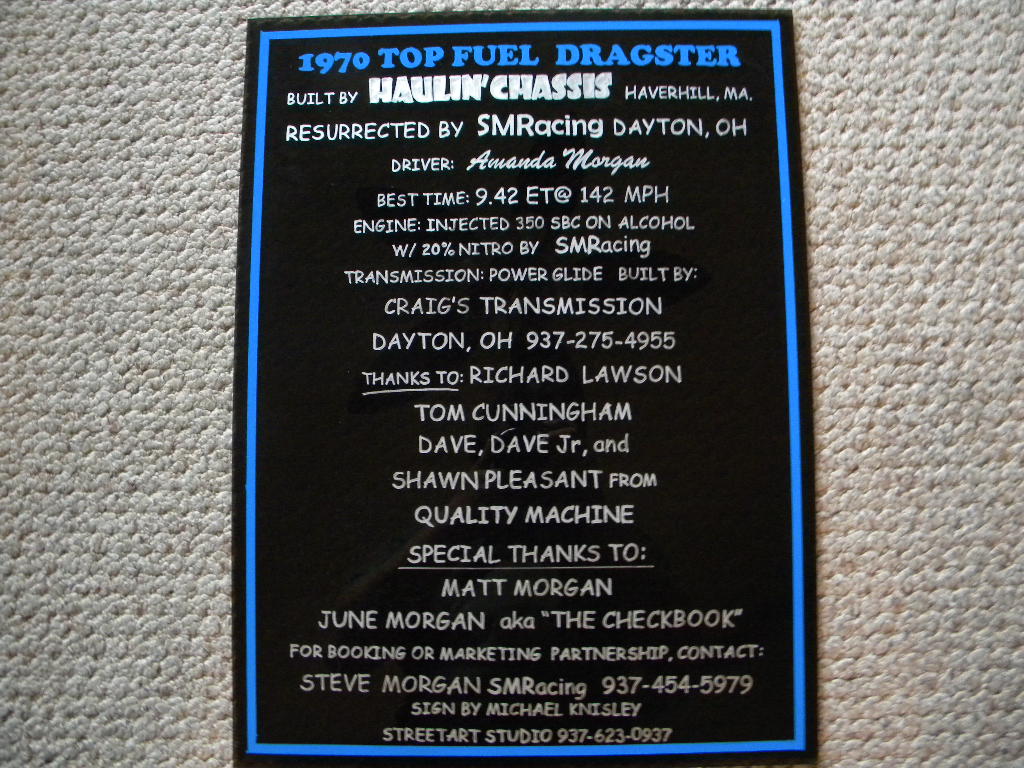 1970 TOP FUEL DRAGSTER
BUILT BY HAULIN' CHASSIS HAVERHILL, MA.
RESURRECTED BY SMRacing DAYTON, OH
DRIVER: Amanda Morgan
BEST TIME: 9.42 ET@ 142 MPH
ENGINE: INJECTED 350 SBC ON ALCOHOL
W/ 20% NITRO BY SMRacing
TRANSMISSION: POWER GLIDE BUILT BY:
CRAIG'S TRANSMISSION
DAYTON, OH 937-275-4955
THANKS TO: RICHARD LAWSON
TOM CUNNINGHAM
DAVE, DAVE Jr, and
SHAWN PLEASANT FROM
QUALITY MACHINE
SPECIAL THANKS TO:
MATT MORGAN
JUNE MORGAN aka "THE CHECKBOOK"
FOR BOOKING OR MARKETING PARTNERSHIP, CONTACT:
STEVE MORGAN SMRacing 937-454-5979
SIGN BY MICHAEL KNISLEY
STREETART STUDIO 937-623-0937